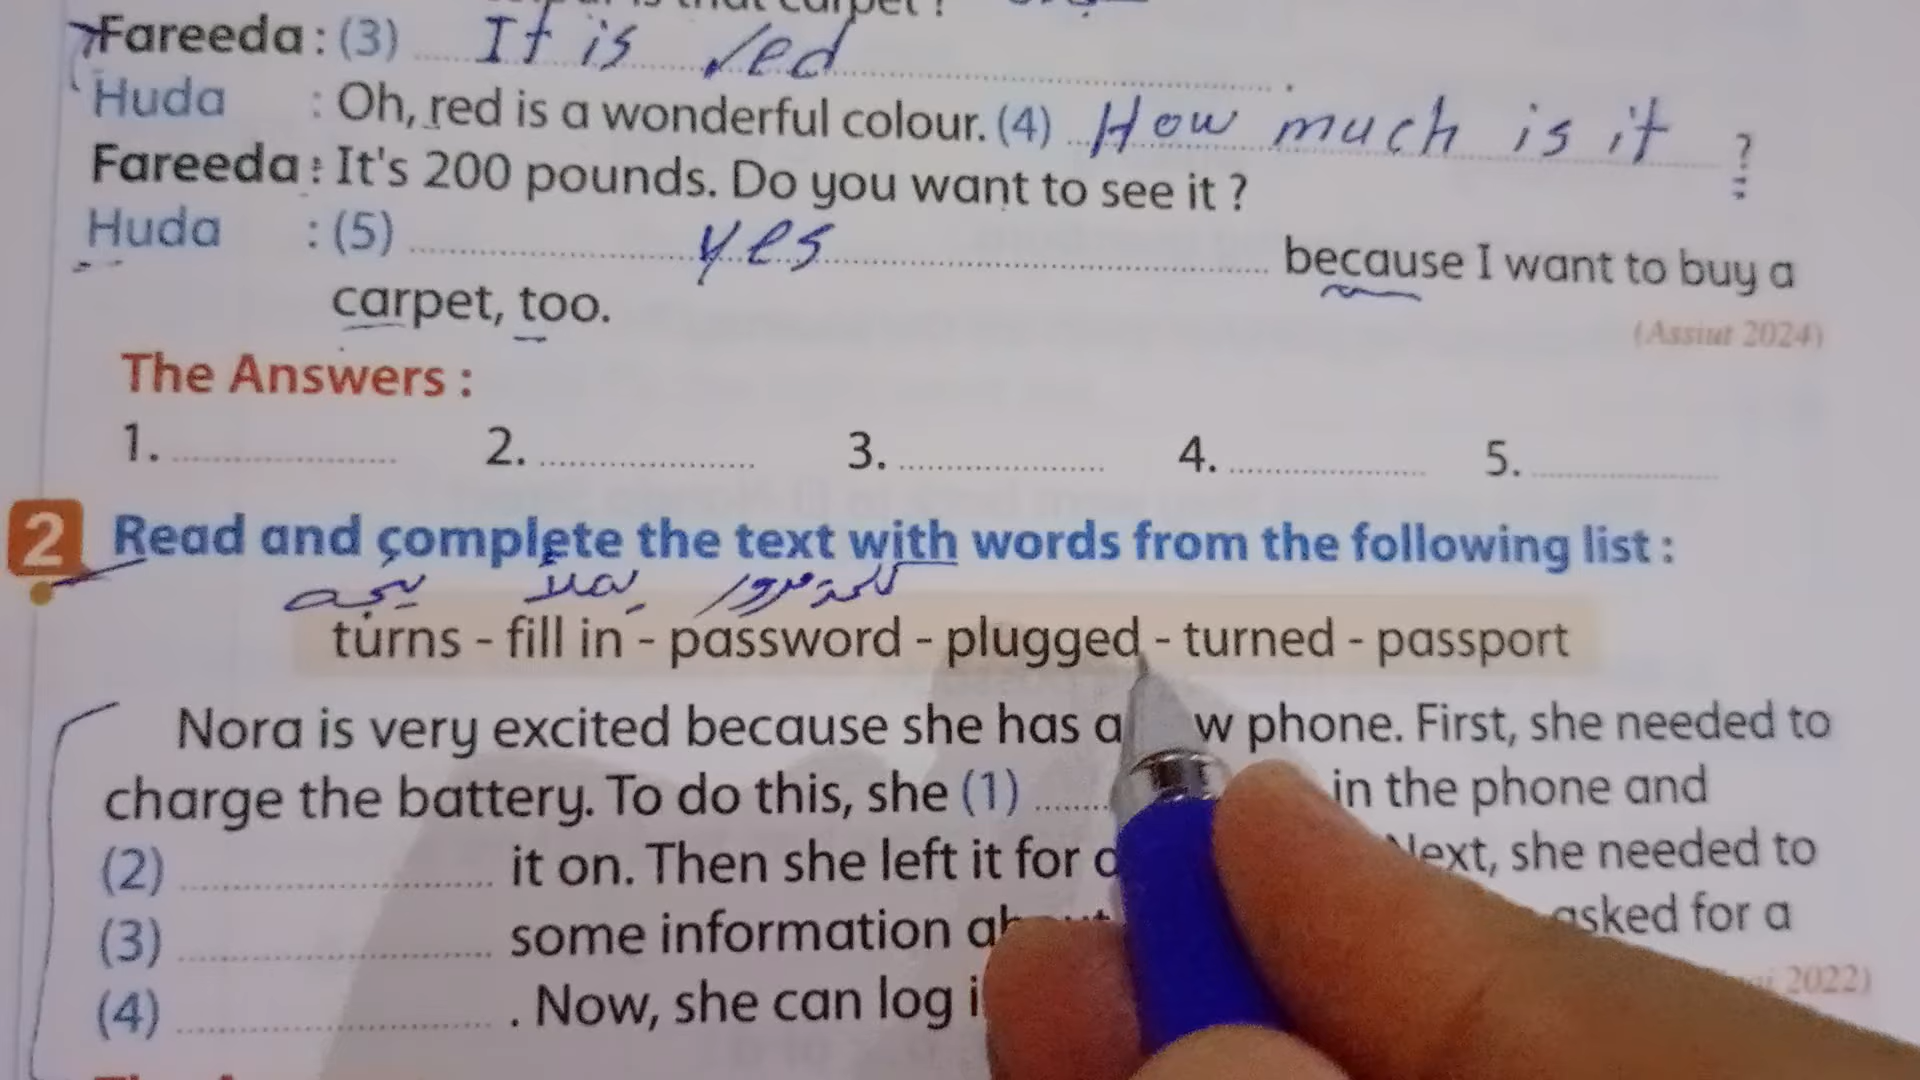 that carpet ?
Fareeda : (3) It is red .
Huda : Oh, red is a wonderful colour. (4) How much is it ?
Fareeda : It's 200 pounds. Do you want to see it ?
Huda : (5) yes because I want to buy a
carpet, too.
(Assiut 2024)
The Answers :
1. 2. 3. 4. 5.
2 Read and complete the text with words from the following list :
يتجه يملأ كلمة مرور
turns - fill in - password - plugged - turned - passport
Nora is very excited because she has a phone. First, she needed to
charge the battery. To do this, she (1) in the phone and
(2) it on. Then she left it for Next, she needed to
(3) some information asked for a
(4) . Now, she can log
2022)